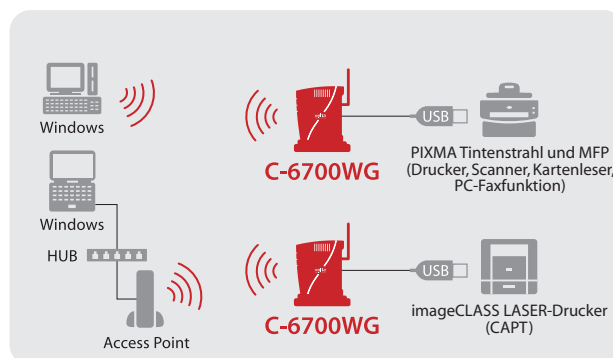 Windows
C-6700WG
USB
PIXMA Tintenstrahl und MFP
(Drucker, Scanner, Kartenleser,
PC-Faxfunktion)
Windows
HUB
Access Point
C-6700WG
USB
imageCLASS LASER-Drucker
(CAPT)